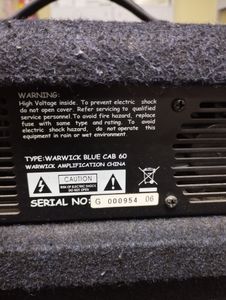 WARNING:
High Voltage inside. To prevent electric shock
do not open cover. Refer servicing to qualified
service personnel. To avoid fire hazard, replace
fuse with same type and rating. To avoid
electric shock hazard, do not operate this
equipment in rain or wet environment.
TYPE: WARWICK BLUE CAB 60
WARWICK AMPLIFICATION CHINA
CAUTION
RISK OF ELECTRIC SHOCK
DO NOT OPEN
SERIAL NO: G 000954 06